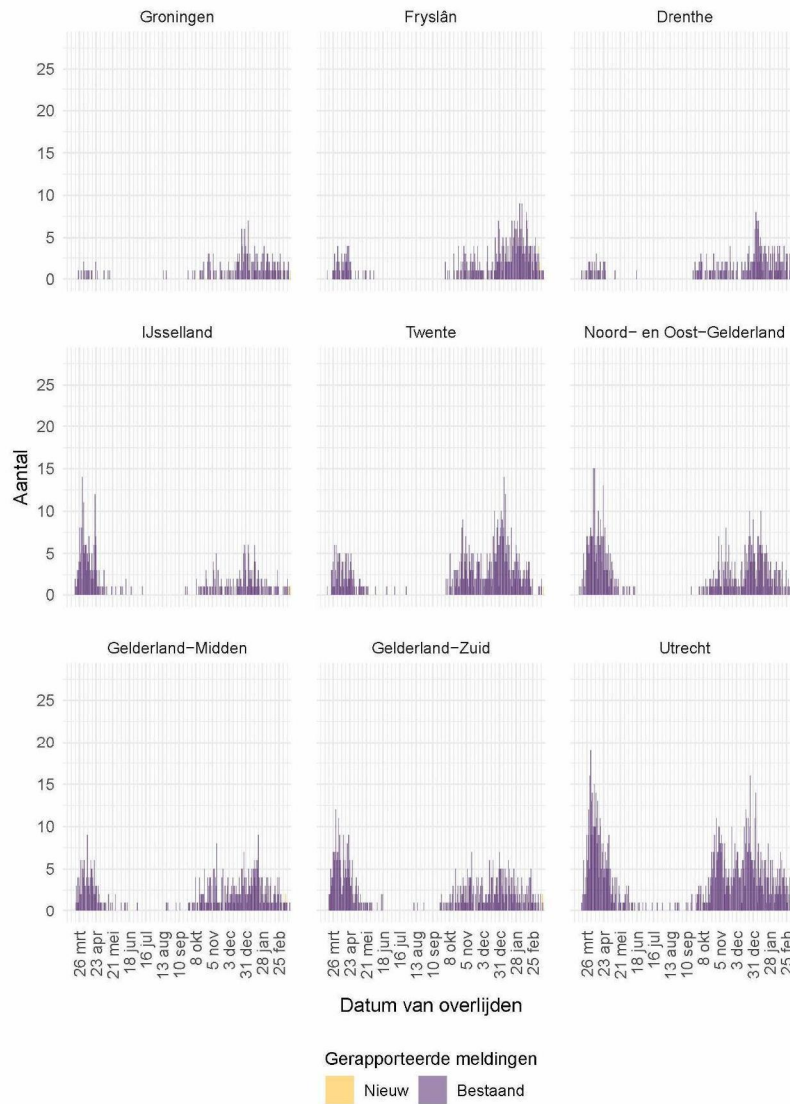 Groningen Fryslân Drenthe
25
20
15
10
5
0
IJsselland Twente Noord- en Oost-Gelderland
25
20
15
10
5
0
Aantal
Gelderland-Midden Gelderland-Zuid Utrecht
25
20
15
10
5
0
26 mrt 23 apr 21 mei 18 jun 16 jul 13 aug 10 sep 8 okt 5 nov 3 dec 31 dec 28 jan 25 feb
26 mrt 23 apr 21 mei 18 jun 16 jul 13 aug 10 sep 8 okt 5 nov 3 dec 31 dec 28 jan 25 feb
26 mrt 23 apr 21 mei 18 jun 16 jul 13 aug 10 sep 8 okt 5 nov 3 dec 31 dec 28 jan 25 feb
Datum van overlijden
Gerapporteerde meldingen
Nieuw Bestaand